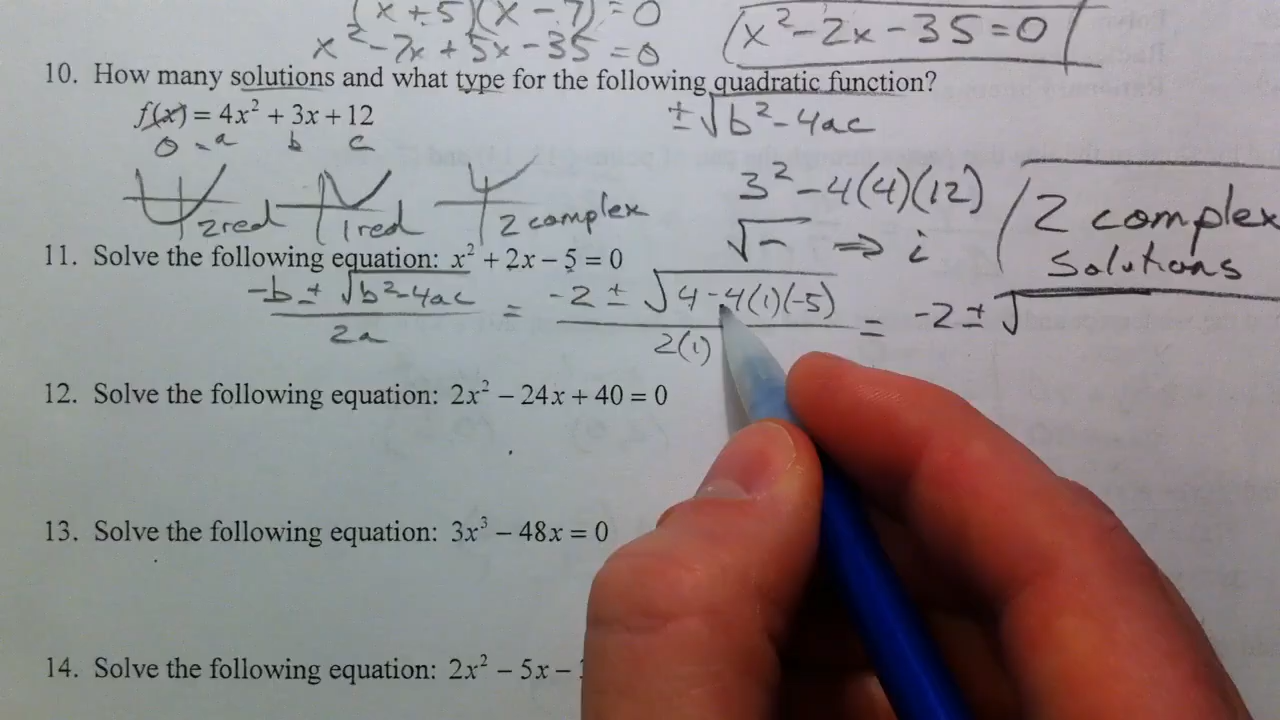 (x + 5)(x - 7) = 0
x² - 7x + 5x - 35 = 0
x² - 2x - 35 = 0
10. How many solutions and what type for the following quadratic function?
f(x) = 4x² + 3x + 12
0 = a b c
± √b² - 4ac
3² - 4(4)(12)
√- ⇒ i
2 complex solutions
2 real 1 real 2 complex
11. Solve the following equation: x² + 2x − 5 = 0
-b ± √b² - 4ac = -2 ± √4 - 4(1)(-5) = -2 ± √
2a 2(1)
12. Solve the following equation: 2x² − 24x + 40 = 0
13. Solve the following equation: 3x³ − 48x = 0
14. Solve the following equation: 2x² − 5x −